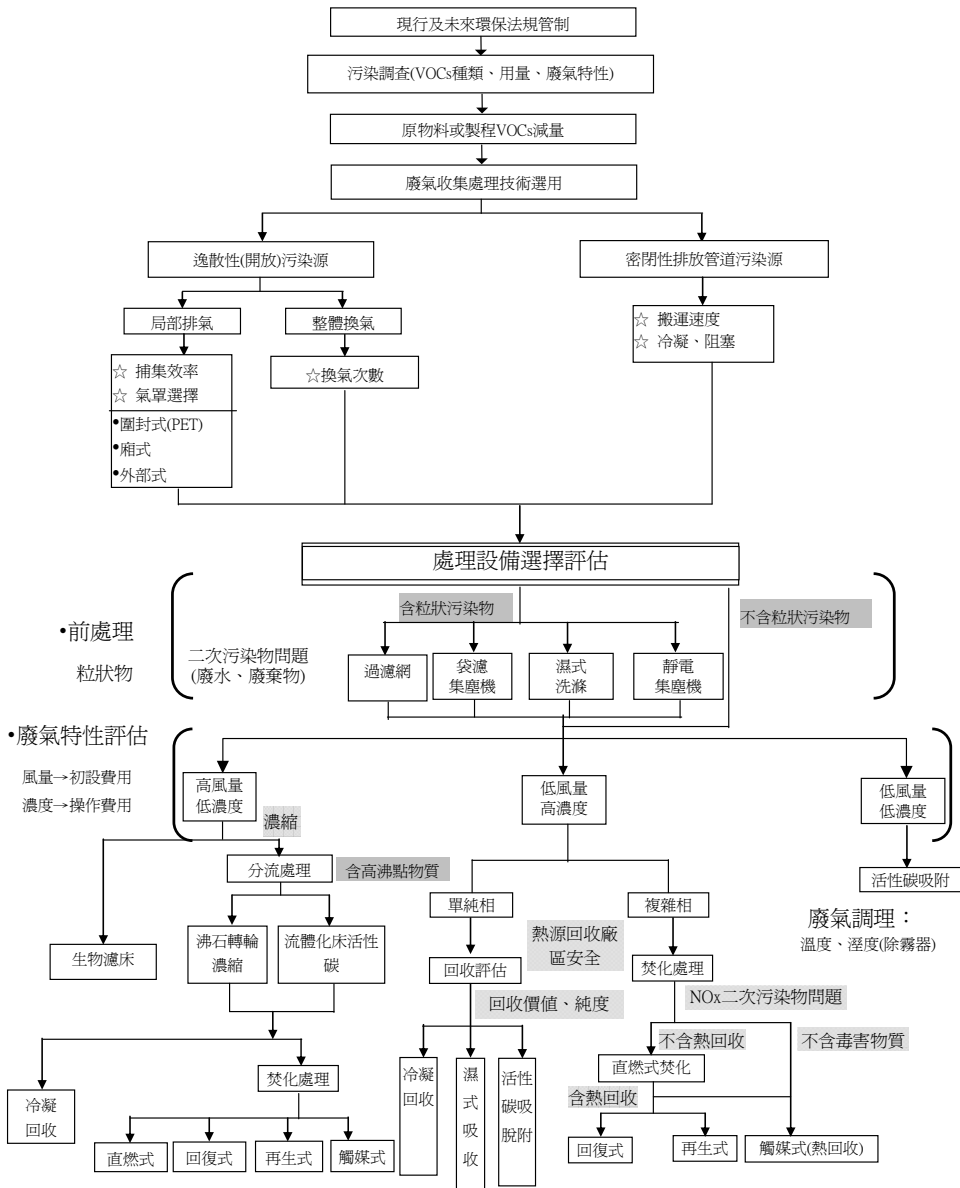 現行及未來環保法規管制
污染調查(VOCs種類、用量、廢氣特性)
原物料或製程VOCs減量
廢氣收集處理技術選用
逸散性(開放)污染源
密閉性排放管道污染源
局部排氣
整體換氣
☆ 搬運速度
☆ 冷凝、阻塞
☆ 捕集效率
☆ 氣罩選擇
☆換氣次數
•圍封式(PET)
•廂式
•外部式
處理設備選擇評估
含粒狀污染物
不含粒狀污染物
•前處理
粒狀物
二次污染物問題
(廢水、廢棄物)
過濾網
袋濾
集塵機
濕式
洗滌
靜電
集塵機
•廢氣特性評估
風量→初設費用
濃度→操作費用
高風量
低濃度
低風量
高濃度
低風量
低濃度
濃縮
分流處理
含高沸點物質
活性碳吸附
單純相
複雜相
廢氣調理：
溫度、溼度(除霧器)
生物濾床
沸石轉輪
濃縮
流體化床活性
碳
熱源回收廠
區安全
回收評估
焚化處理
回收價值、純度
NOx二次污染物問題
不含熱回收
不含毒害物質
直燃式焚化
含熱回收
冷凝
回收
焚化處理
直燃式
回復式
再生式
觸媒式
冷凝
回收
濕
式
吸
收
活性
碳吸
脫附
回復式
再生式
觸媒式(熱回收)